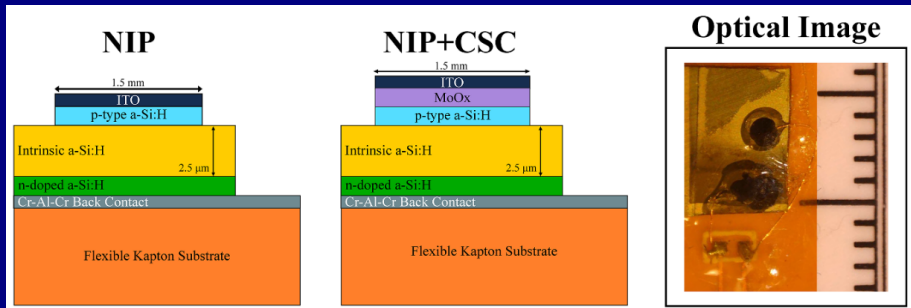 NIP
1.5 mm
ITO
p-type a-Si:H
Intrinsic a-Si:H
2.5 μm
n-doped a-Si:H
Cr-Al-Cr Back Contact
Flexible Kapton Substrate
NIP+CSC
1.5 mm
ITO
MoOx
p-type a-Si:H
Intrinsic a-Si:H
2.5 μm
n-doped a-Si:H
Cr-Al-Cr Back Contact
Flexible Kapton Substrate
Optical Image